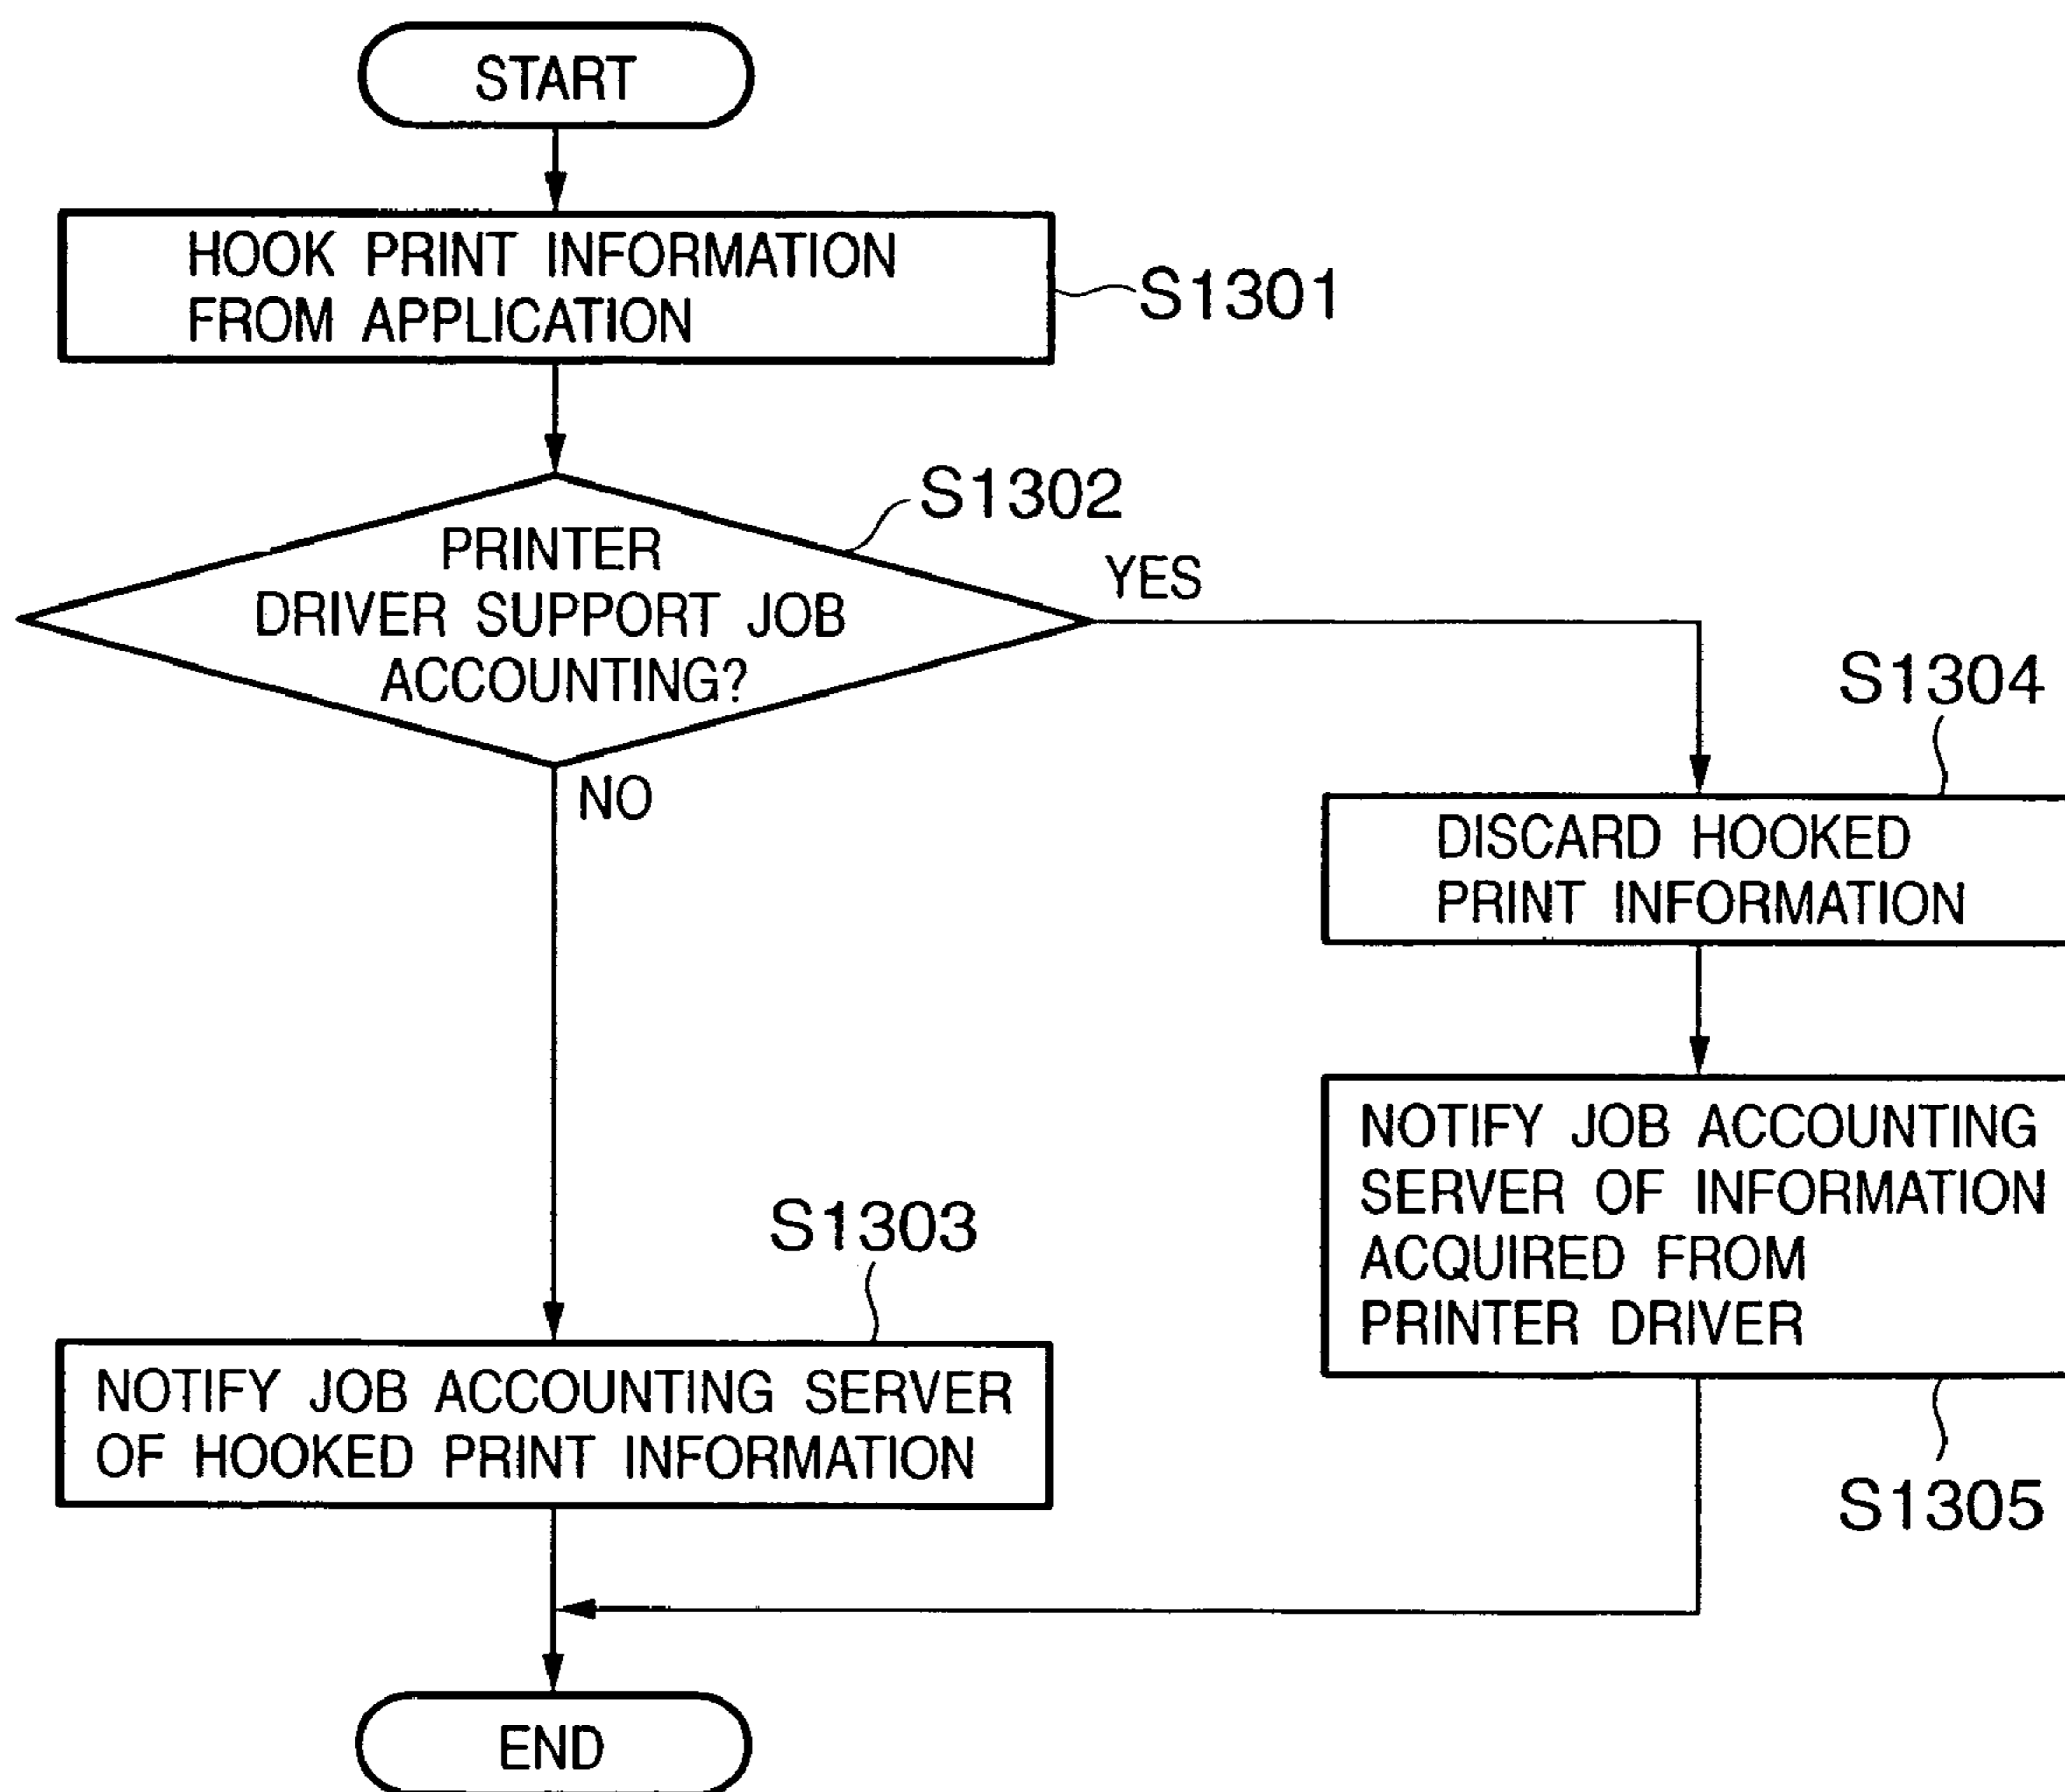 START
HOOK PRINT INFORMATION
FROM APPLICATION
S1301
S1302
PRINTER
DRIVER SUPPORT JOB
ACCOUNTING?
YES
NO
S1304
DISCARD HOOKED
PRINT INFORMATION
NOTIFY JOB ACCOUNTING
SERVER OF INFORMATION
ACQUIRED FROM
PRINTER DRIVER
S1305
S1303
NOTIFY JOB ACCOUNTING SERVER
OF HOOKED PRINT INFORMATION
END